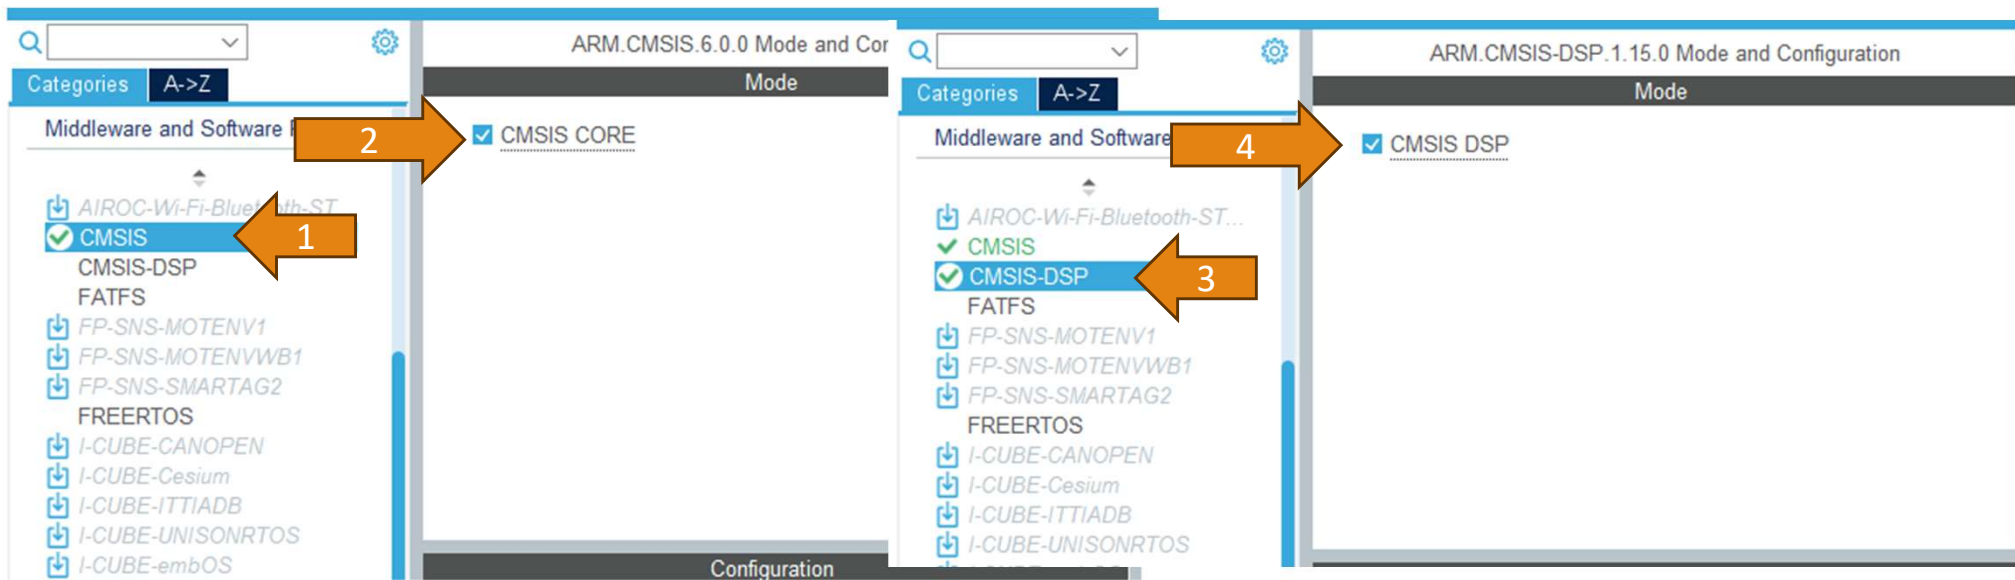 ARM.CMSIS.6.0.0 Mode and Cor
Categories A->Z
Mode
Middleware and Software
2
CMSIS CORE
AIROC-Wi-Fi-Bluetooth-ST
CMSIS
1
CMSIS-DSP
FATFS
FP-SNS-MOTENV1
FP-SNS-MOTENVWB1
FP-SNS-SMARTAG2
FREERTOS
I-CUBE-CANOPEN
I-CUBE-Cesium
I-CUBE-ITTIADB
I-CUBE-UNISONRTOS
I-CUBE-embOS
Configuration
ARM.CMSIS-DSP.1.15.0 Mode and Configuration
Categories A->Z
Mode
Middleware and Software
4
CMSIS DSP
AIROC-Wi-Fi-Bluetooth-ST...
CMSIS
CMSIS-DSP
3
FATFS
FP-SNS-MOTENV1
FP-SNS-MOTENVWB1
FP-SNS-SMARTAG2
FREERTOS
I-CUBE-CANOPEN
I-CUBE-Cesium
I-CUBE-ITTIADB
I-CUBE-UNISONRTOS